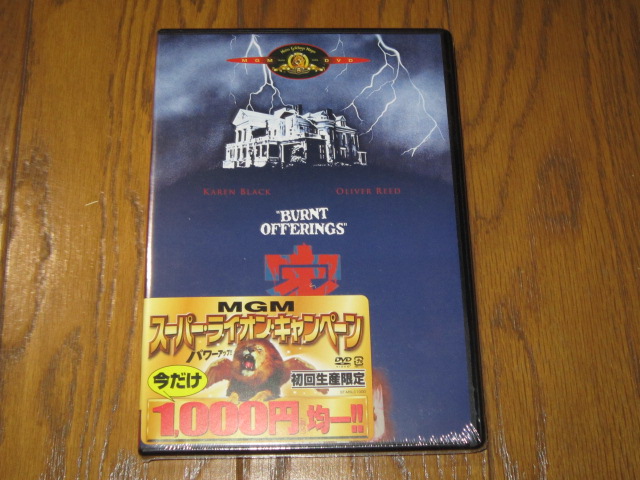 MGM DVD
KAREN BLACK OLIVER REED
"BURNT
OFFERINGS"
家
MGM
スーパー・ライオン・キャンペーン
パワーアップ!
DVD
初回生産限定
今だけ
1,000円均一!!